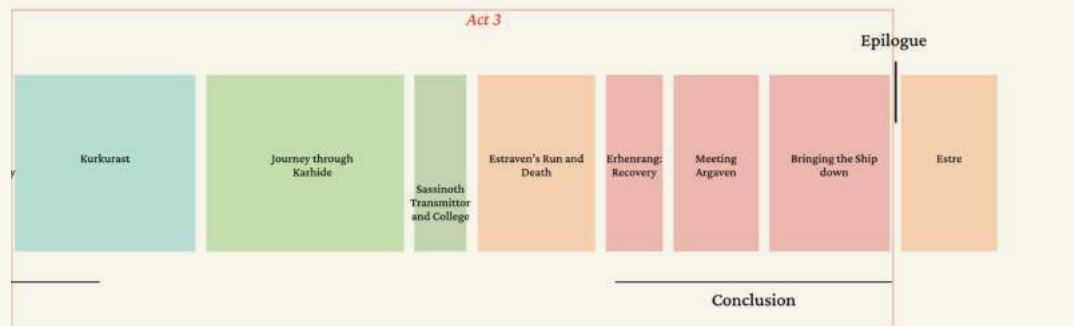 Act 3
Epilogue
y
Kurkurast
Journey through
Karhide
Sassinoth
Transmittor
and College
Estraven's Run and
Death
Erhenrang:
Recovery
Meeting
Argaven
Bringing the Ship
down
Estre
Conclusion